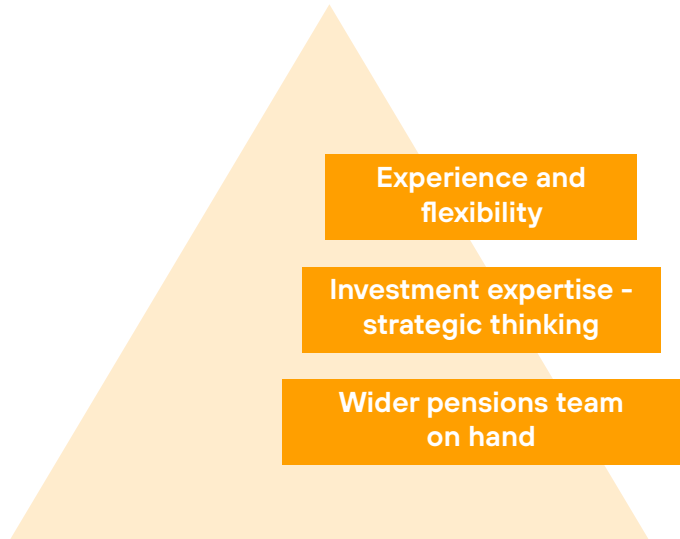 Experience and
flexibility
Investment expertise -
strategic thinking
Wider pensions team
on hand